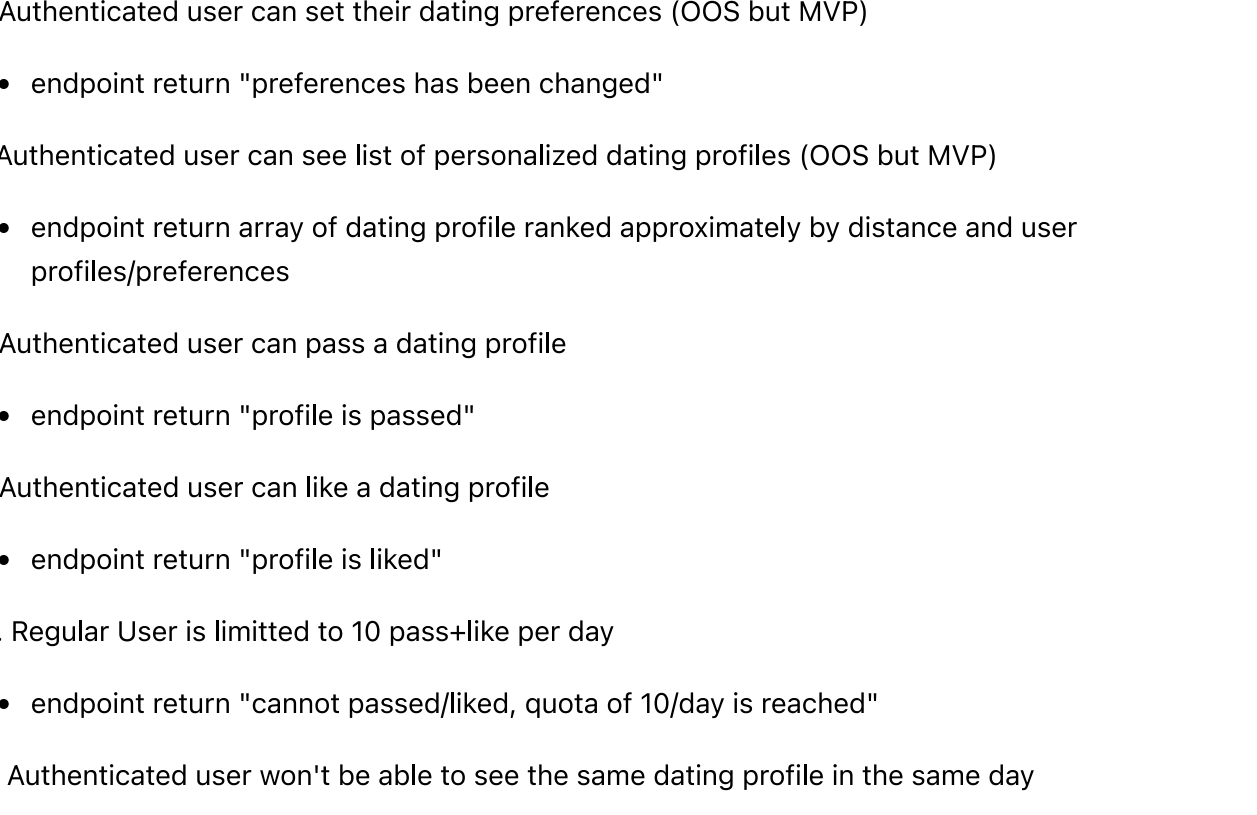 Authenticated user can set their dating preferences (OOS but MVP)
• endpoint return "preferences has been changed"
Authenticated user can see list of personalized dating profiles (OOS but MVP)
• endpoint return array of dating profile ranked approximately by distance and user
profiles/preferences
Authenticated user can pass a dating profile
• endpoint return "profile is passed"
Authenticated user can like a dating profile
• endpoint return "profile is liked"
. Regular User is limitted to 10 pass+like per day
• endpoint return "cannot passed/liked, quota of 10/day is reached"
Authenticated user won't be able to see the same dating profile in the same day